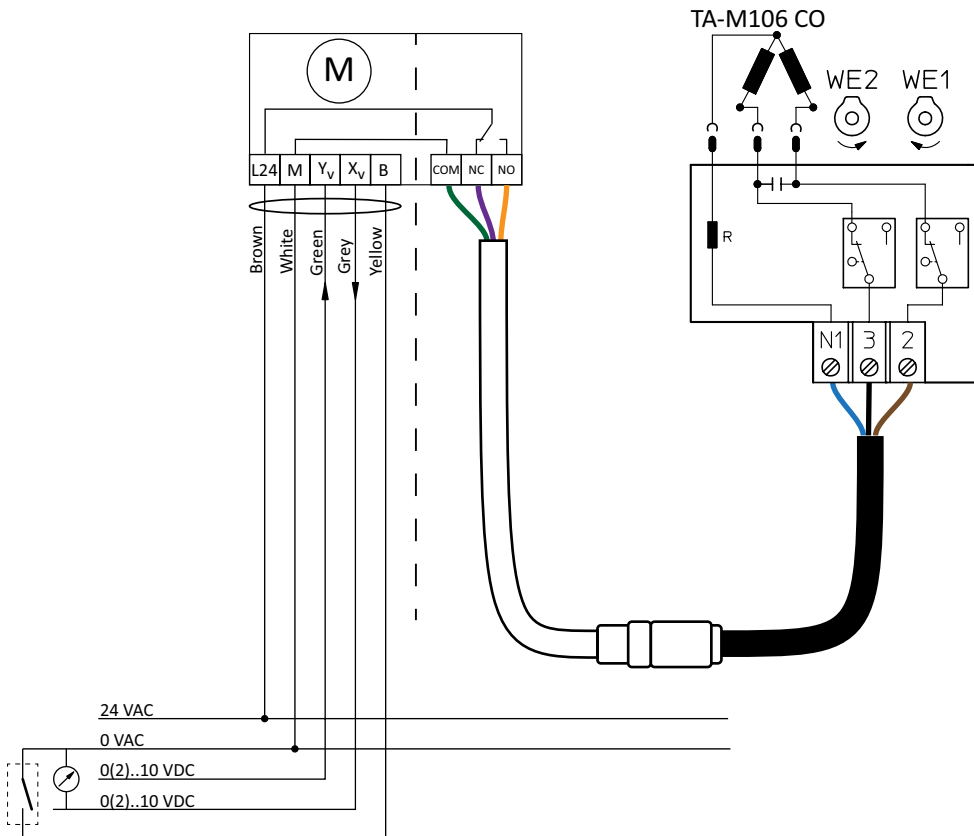 TA-M106 CO
M
WE2 WE1
L24 M Yv Xv B COM NC NO
Brown
White
Green
Grey
Yellow
R
N1 3 2
24 VAC
0 VAC
0(2)..10 VDC
0(2)..10 VDC